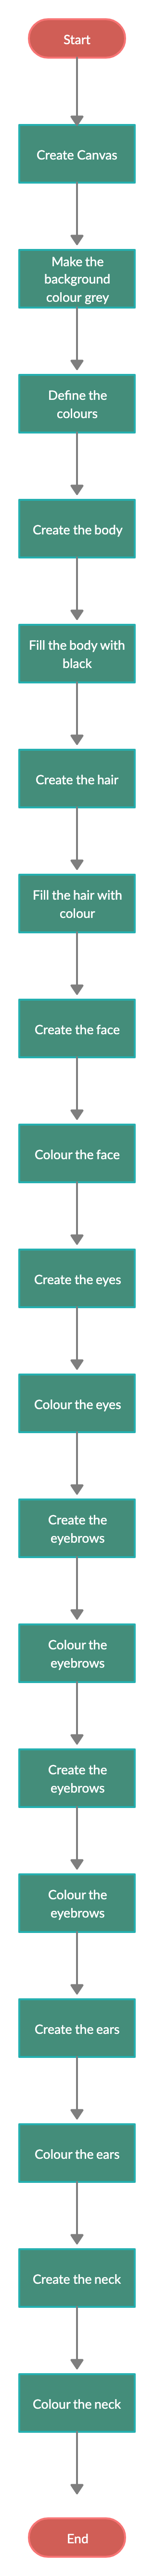 Start
Create Canvas
Make the
background
colour grey
Define the
colours
Create the body
Fill the body with
black
Create the hair
Fill the hair with
colour
Create the face
Colour the face
Create the eyes
Colour the eyes
Create the
eyebrows
Colour the
eyebrows
Create the
eyebrows
Colour the
eyebrows
Create the ears
Colour the ears
Create the neck
Colour the neck
End